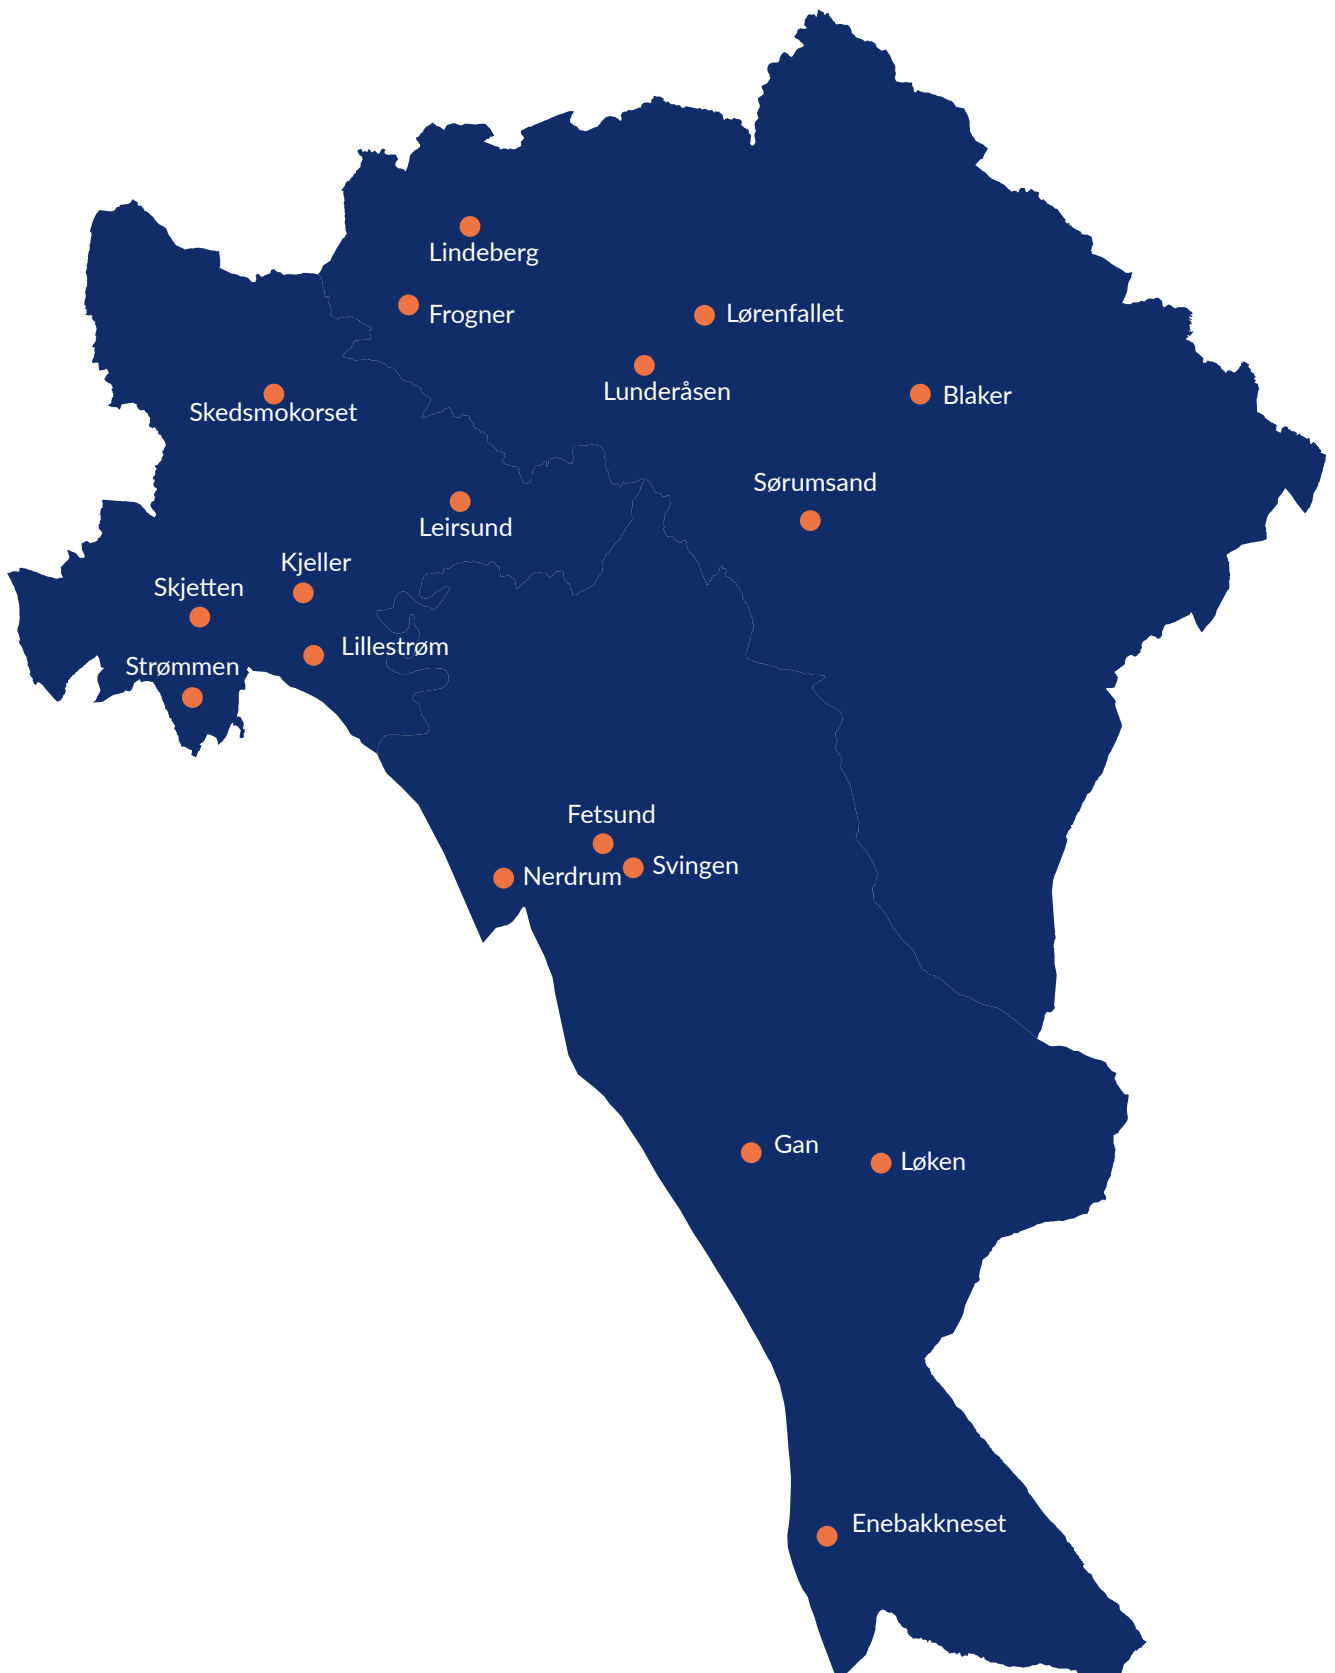 Lindeberg
Frogner
Lørenfallet
Lunderåsen
Blaker
Skedsmokorset
Sørumsand
Leirsund
Kjeller
Skjetten
Lillestrøm
Strømmen
Fetsund
Svingen
Nerdrum
Gan
Løken
Enebakkneset